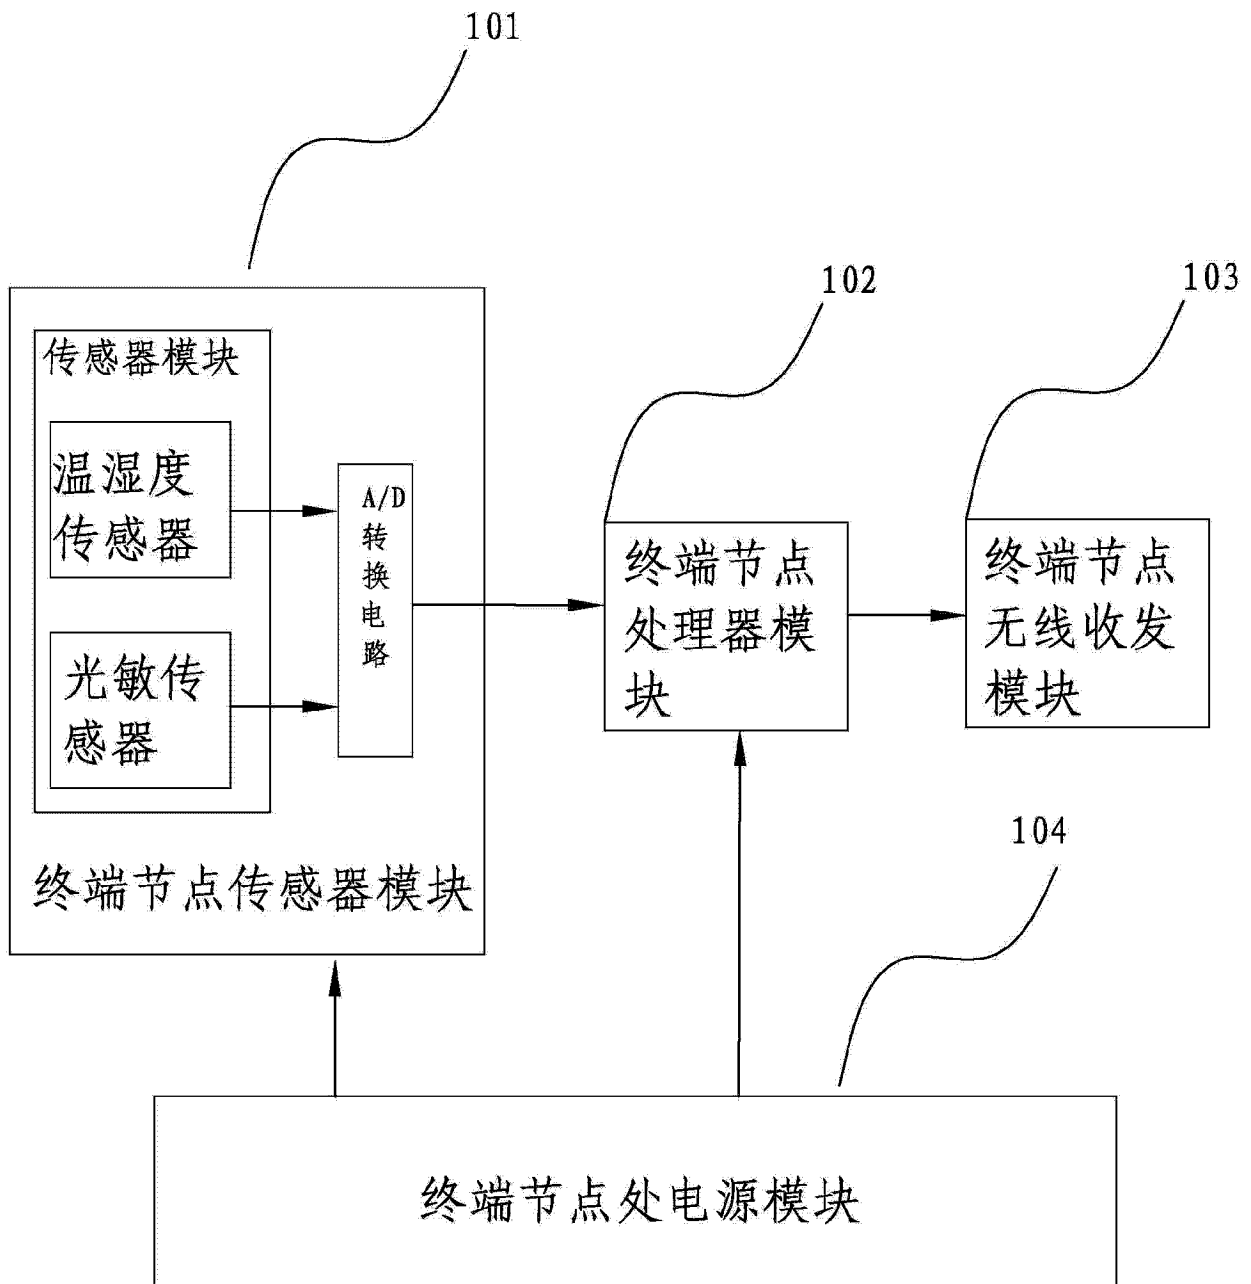 101
102
103
传感器模块
温湿度
传感器
A/D
转
换
电
路
光敏传
感器
终端节点传感器模块
终端节点
处理器模
块
终端节点
无线收发
模块
104
终端节点处电源模块